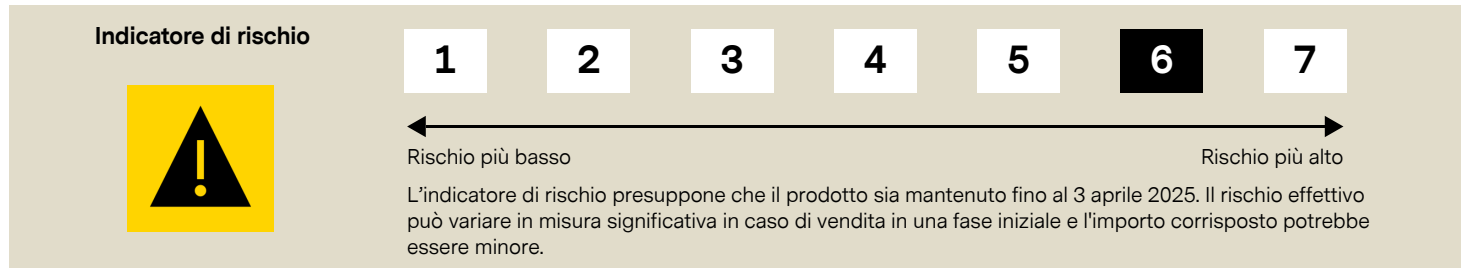 Indicatore di rischio
1 2 3 4 5 6 7
Rischio più basso Rischio più alto
L’indicatore di rischio presuppone che il prodotto sia mantenuto fino al 3 aprile 2025. Il rischio effettivo
può variare in misura significativa in caso di vendita in una fase iniziale e l'importo corrisposto potrebbe
essere minore.